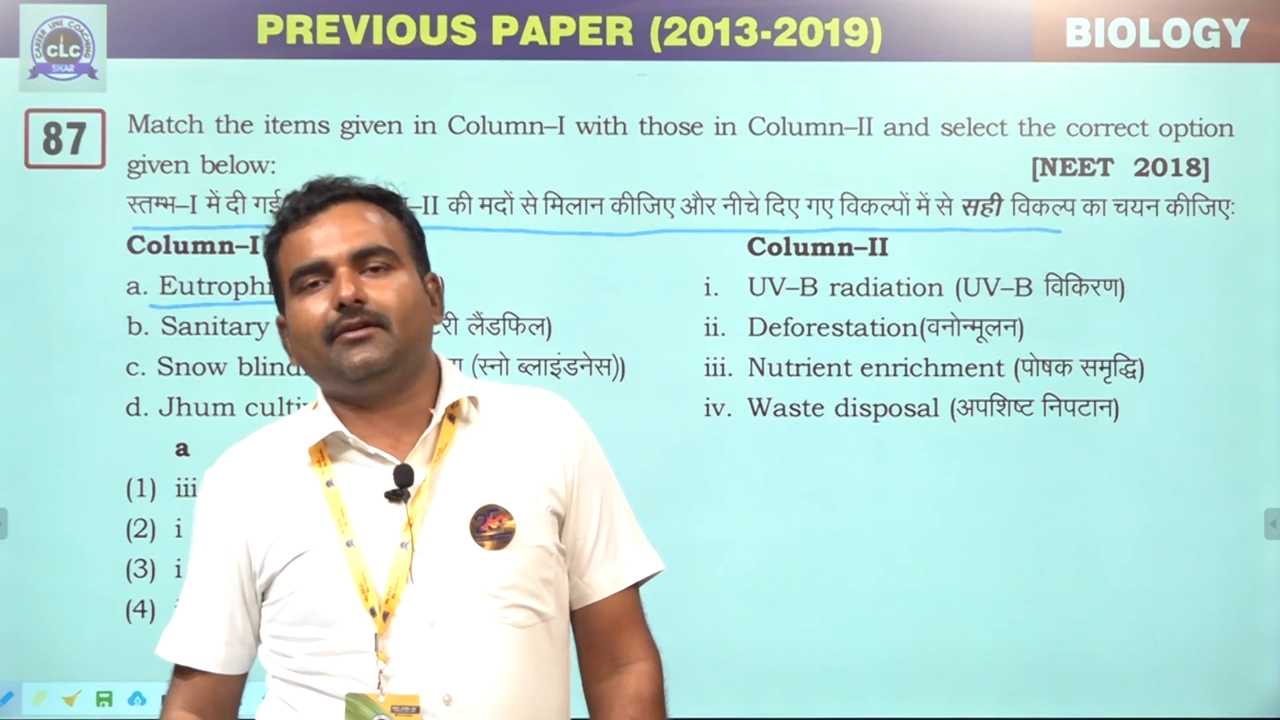 PREVIOUS PAPER (2013-2019)
BIOLOGY
CAREER LINE COACHING
CLC
SIKAR
87
Match the items given in Column–I with those in Column–II and select the correct option
given below:
[NEET 2018]
स्तम्भ–I में दी गई –II की मदों से मिलान कीजिए और नीचे दिए गए विकल्पों में से सही विकल्प का चयन कीजिएः
Column–I
Column–II
a. i. UV–B radiation (UV–B विकिरण)
b. Sanitary लैंडफिल) ii. Deforestation(वनोन्मूलन)
c. Snow (स्नो ब्लाइंडनेस)) iii. Nutrient enrichment (पोषक समृद्धि)
d. Jhum iv. Waste disposal (अपशिष्ट निपटान)
a
(1) iii
(2) i
(3) i
(4)